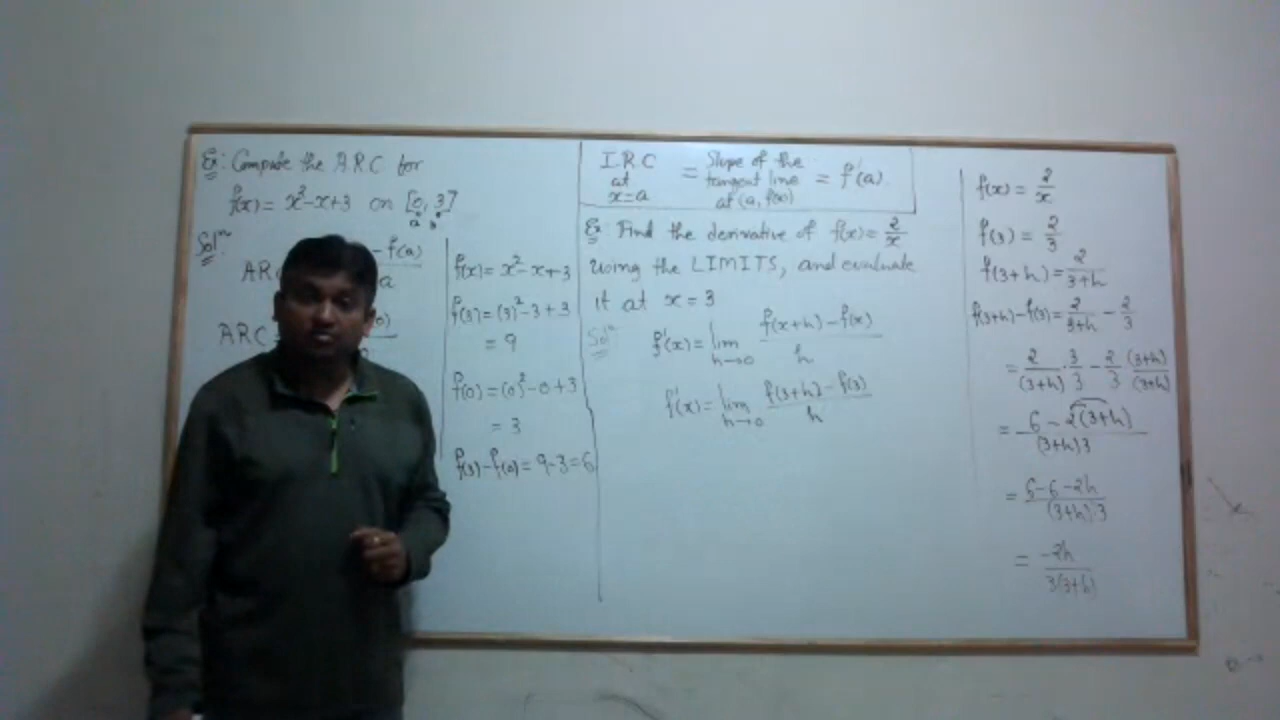 Ex: Compute the ARC for
f(x) = x²-x+3 on [0, 3]
a
Solⁿ
ARC
- f(a)
a
ARC
f(x) = x²-x+3
f(3) = (3)²-3+3
= 9
f(0) = (0)²-0+3
= 3
f(3)-f(0) = 9-3 = 6
I.R.C at x=a = Slope of the tangent line at (a, f(a)) = f'(a)
Ex Find the derivative of f(x) = 2/x
using the LIMITS, and evaluate
it at x = 3
Solⁿ
f'(x) = lim h→0 (f(x+h) - f(x))/h
f'(x) = lim h→0 (f(3+h) - f(3))/h
f(x) = 2/x
f(3) = 2/3
f(3+h) = 2/(3+h)
f(3+h)-f(3) = 2/(3+h) - 2/3
= 2/(3+h) · 3/3 - 2/3 · (3+h)/(3+h)
= (6 - 2(3+h))/((3+h)3)
= (6-6-2h)/((3+h)·3)
= -2h/(3(3+h))